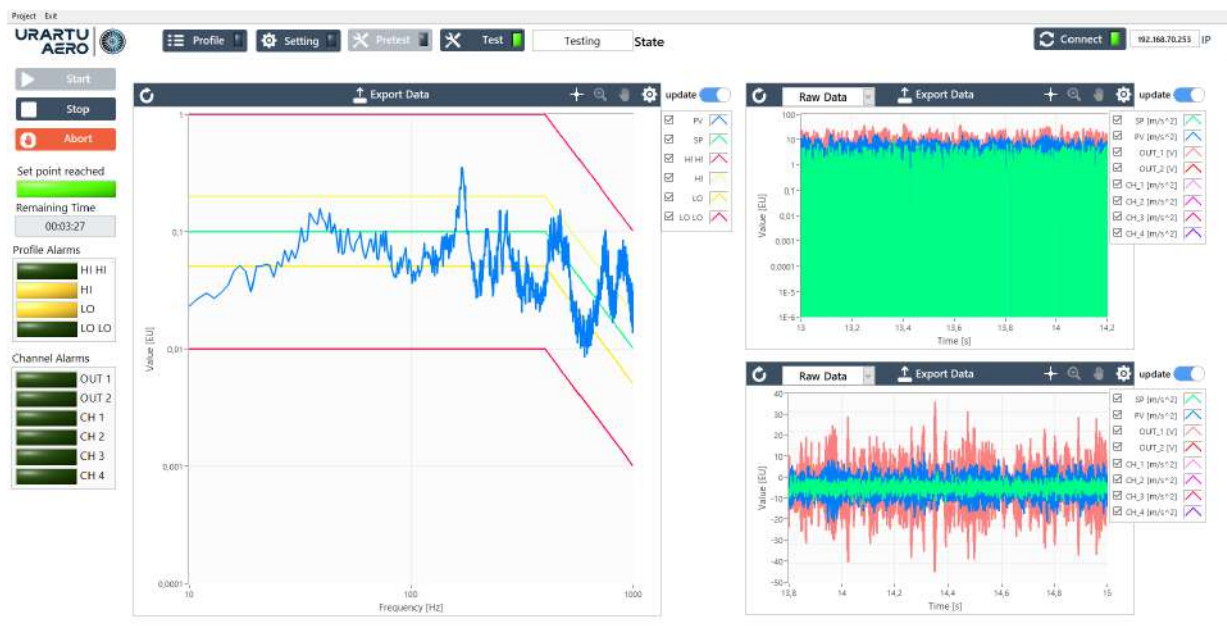 Project Exit
URARTU
AERO
Profile
Setting
Pretest
Test
Testing
State
Connect
192.168.70.253
IP
Start
Stop
Abort
Set point reached
Remaining Time
00:03:27
Profile Alarms
HI HI
HI
LO
LO LO
Channel Alarms
OUT 1
OUT 2
CH 1
CH 2
CH 3
CH 4
Export Data
update
PV
SP
HI HI
HI
LO
LO LO
Value [EU]
1
0,1
0,01
0,001
0,0001
10
100
1000
Frequency [Hz]
Raw Data
Export Data
update
SP [m/s^2]
PV [m/s^2]
OUT_1 [V]
OUT_2 [V]
CH_1 [m/s^2]
CH_2 [m/s^2]
CH_3 [m/s^2]
CH_4 [m/s^2]
Value [EU]
100
10
1
0,1
0,01
0,001
0,0001
1E-5
1E-6
13
13,2
13,4
13,6
13,8
14
14,2
Time [s]
Raw Data
Export Data
update
SP [m/s^2]
PV [m/s^2]
OUT_1 [V]
OUT_2 [V]
CH_1 [m/s^2]
CH_2 [m/s^2]
CH_3 [m/s^2]
CH_4 [m/s^2]
Value [EU]
40
30
20
10
0
-10
-20
-30
-40
-50
13,8
14
14,2
14,4
14,6
14,8
15
Time [s]